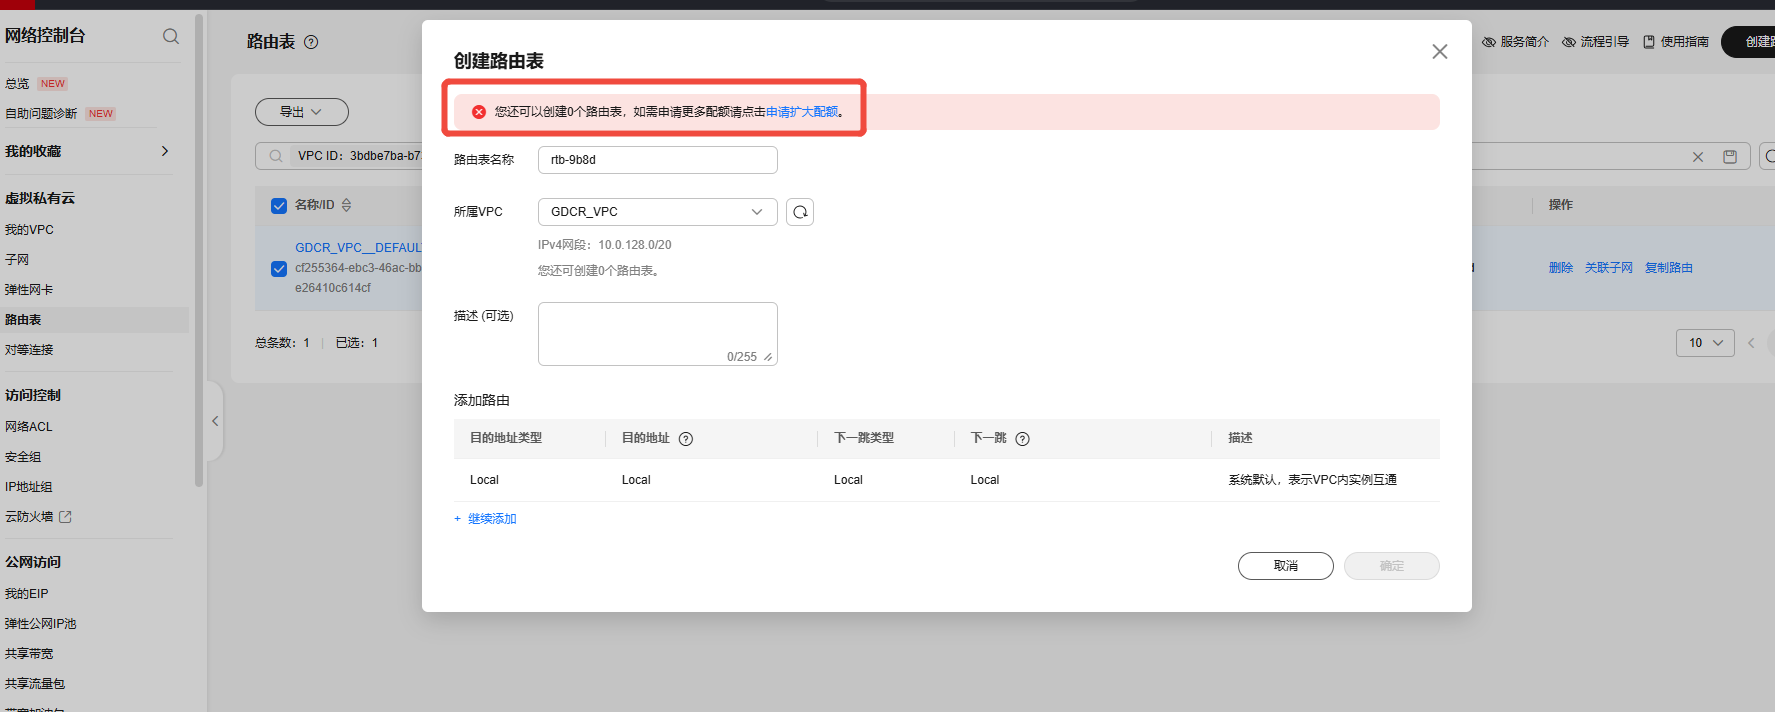 网络控制台
总览 NEW
自助问题诊断 NEW
我的收藏
虚拟私有云
我的VPC
子网
弹性网卡
路由表
对等连接
访问控制
网络ACL
安全组
IP地址组
云防火墙
公网访问
我的EIP
弹性公网IP池
共享带宽
共享流量包
路由表
服务简介 流程引导 使用指南
导出
VPC ID：3bdbe7ba-b7
名称/ID
操作
GDCR_VPC__DEFAUL
cf255364-ebc3-46ac-bb
e26410c614cf
删除 关联子网 复制路由
总条数：1 已选：1
10
创建路由表
您还可以创建0个路由表，如需申请更多配额请点击申请扩大配额。
路由表名称 rtb-9b8d
所属VPC GDCR_VPC
IPv4网段：10.0.128.0/20
您还可创建0个路由表。
描述 (可选)
0/255
添加路由
目的地址类型 目的地址 下一跳类型 下一跳 描述
Local Local Local Local 系统默认，表示VPC内实例互通
+ 继续添加
取消 确定